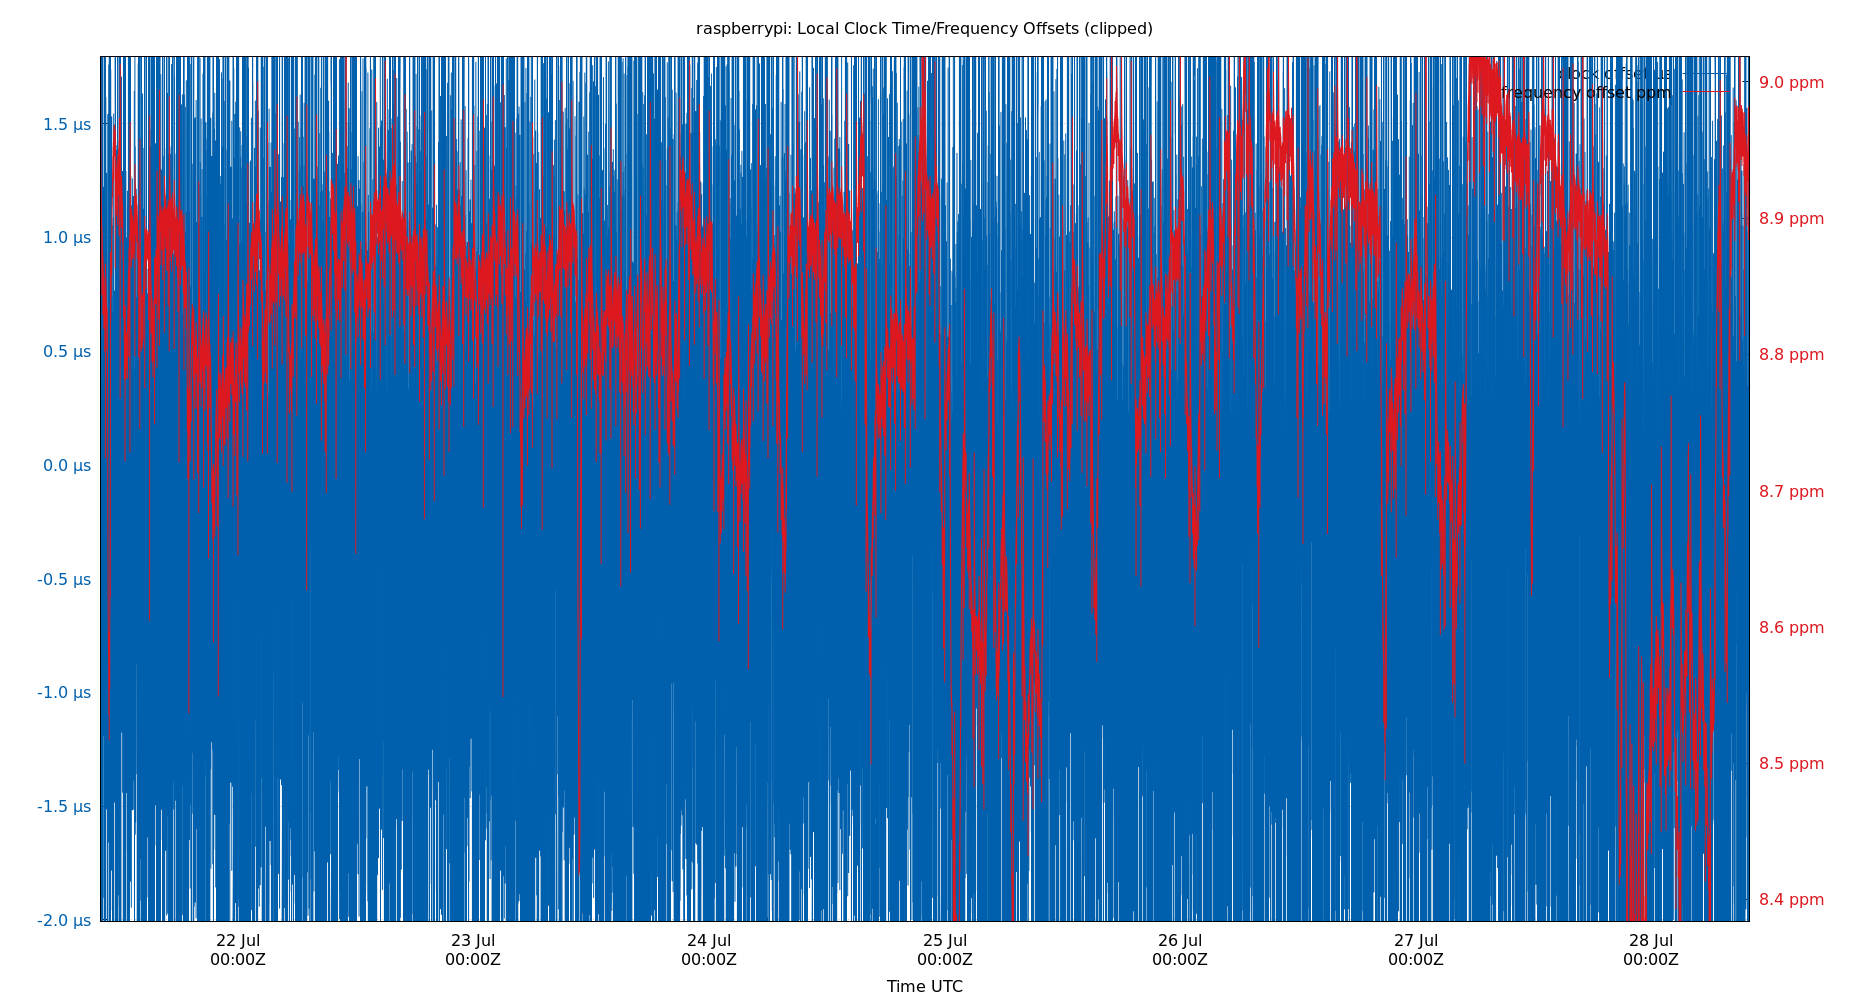 raspberrypi: Local Clock Time/Frequency Offsets (clipped)
clock offset µs
frequency offset ppm
1.5 µs
1.0 µs
0.5 µs
0.0 µs
-0.5 µs
-1.0 µs
-1.5 µs
-2.0 µs
9.0 ppm
8.9 ppm
8.8 ppm
8.7 ppm
8.6 ppm
8.5 ppm
8.4 ppm
22 Jul
00:00Z
23 Jul
00:00Z
24 Jul
00:00Z
25 Jul
00:00Z
26 Jul
00:00Z
27 Jul
00:00Z
28 Jul
00:00Z
Time UTC